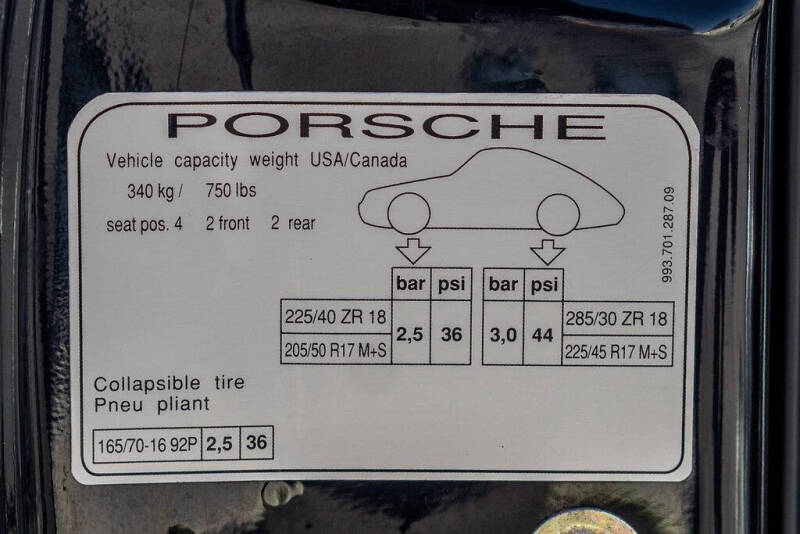 PORSCHE
Vehicle capacity weight USA/Canada
340 kg / 750 lbs
seat pos. 4 2 front 2 rear
993.701.287.09
bar psi bar psi
225/40 ZR 18 2,5 36 3,0 44 285/30 ZR 18
205/50 R17 M+S 225/45 R17 M+S
Collapsible tire
Pneu pliant
165/70-16 92P 2,5 36